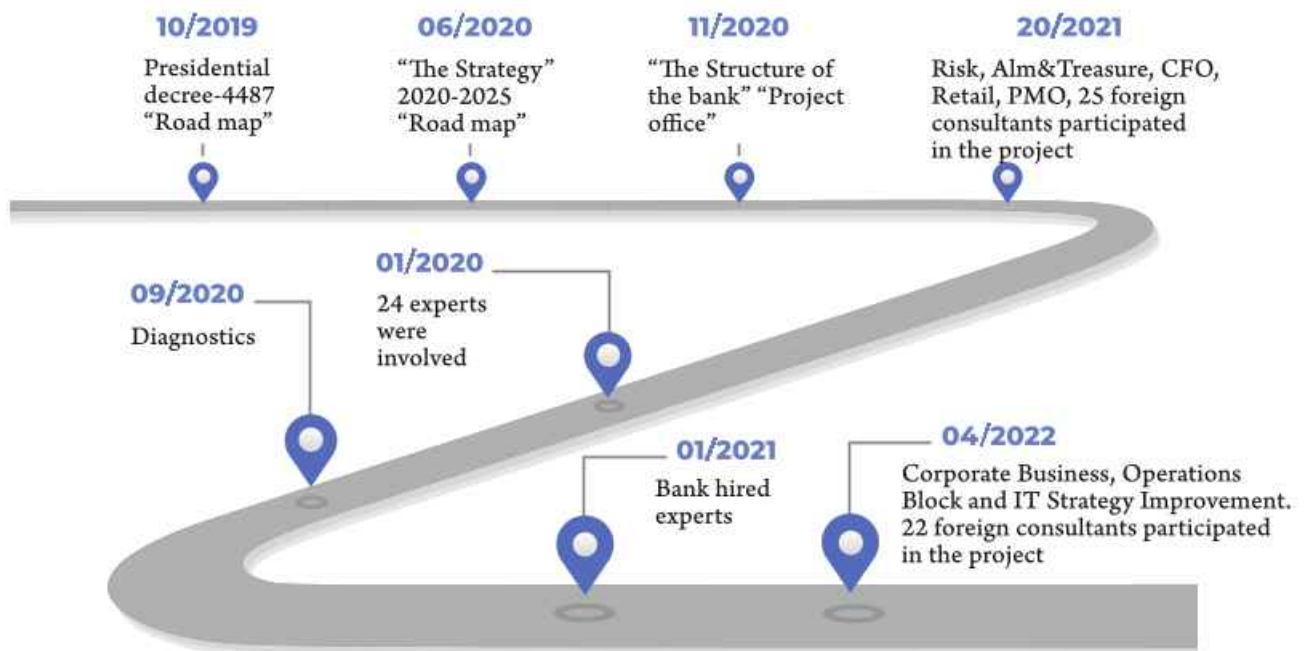 10/2019
Presidential
decree-4487
“Road map”
06/2020
“The Strategy”
2020-2025
“Road map”
11/2020
“The Structure of
the bank” “Project
office”
20/2021
Risk, Alm&Treasure, CFO,
Retail, PMO, 25 foreign
consultants participated
in the project
09/2020
Diagnostics
01/2020
24 experts
were
involved
01/2021
Bank hired
experts
04/2022
Corporate Business, Operations
Block and IT Strategy Improvement.
22 foreign consultants participated
in the project